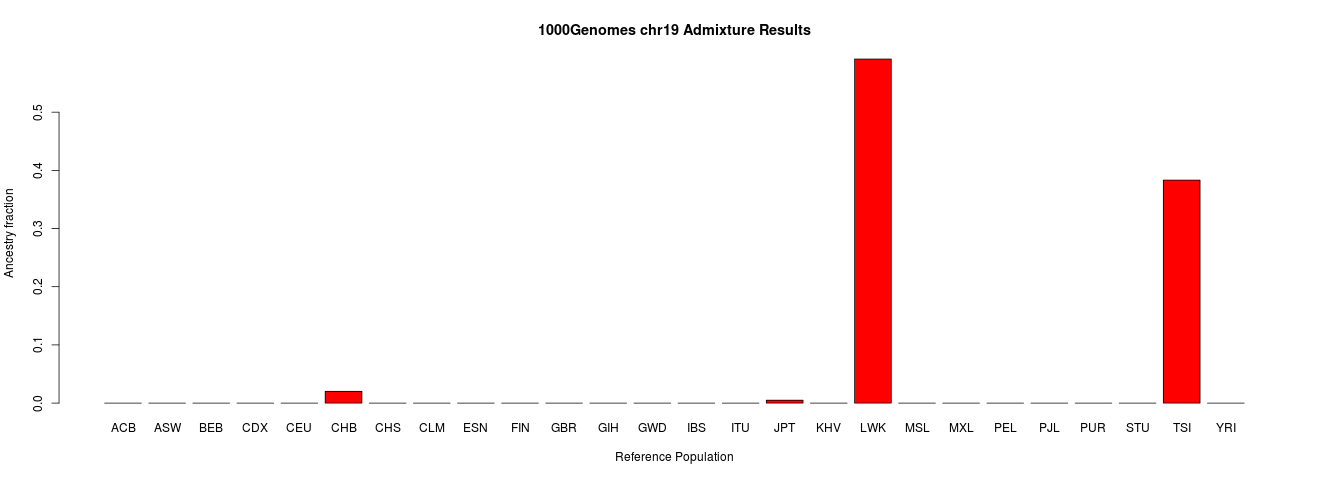 1000Genomes chr19 Admixture Results
Ancestry fraction
0.5
0.4
0.3
0.2
0.1
0.0
ACB ASW BEB CDX CEU CHB CHS CLM ESN FIN GBR GIH GWD IBS ITU JPT KHV LWK MSL MXL PEL PJL PUR STU TSI YRI
Reference Population